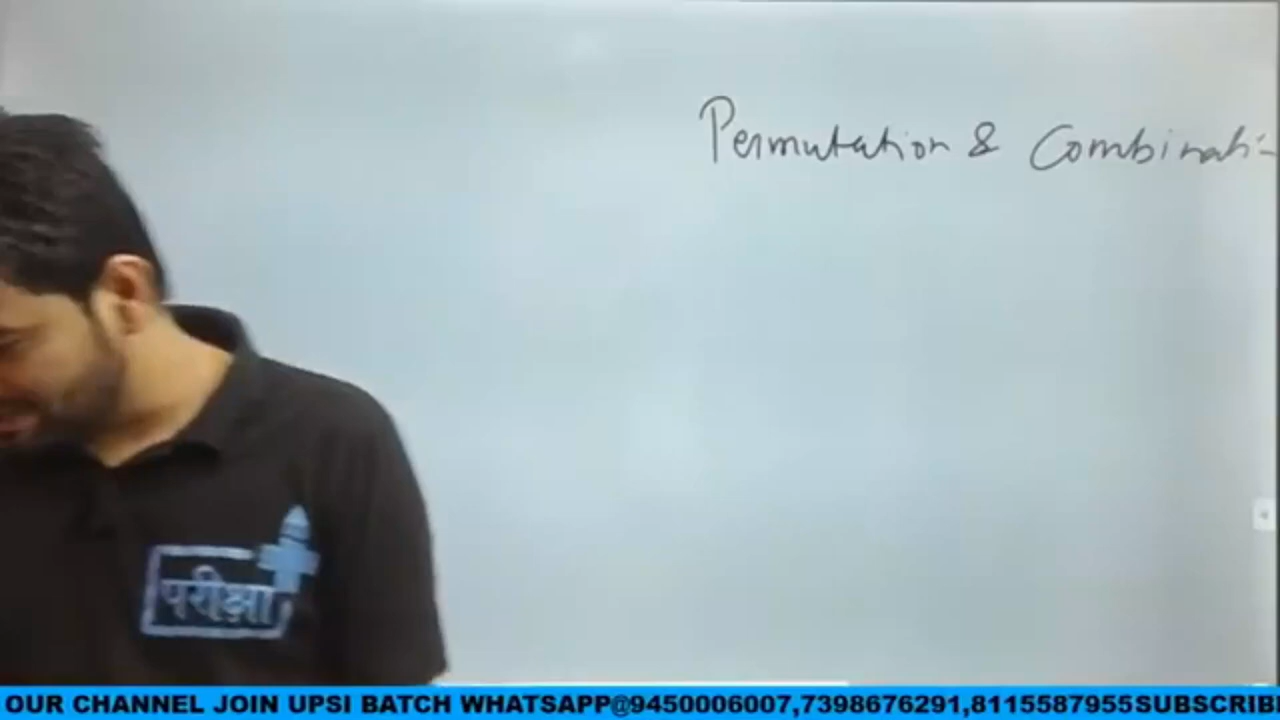 Permutation & Combinati
परीक्षा
OUR CHANNEL JOIN UPSI BATCH WHATSAPP@9450006007,7398676291,8115587955SUBSCRIB